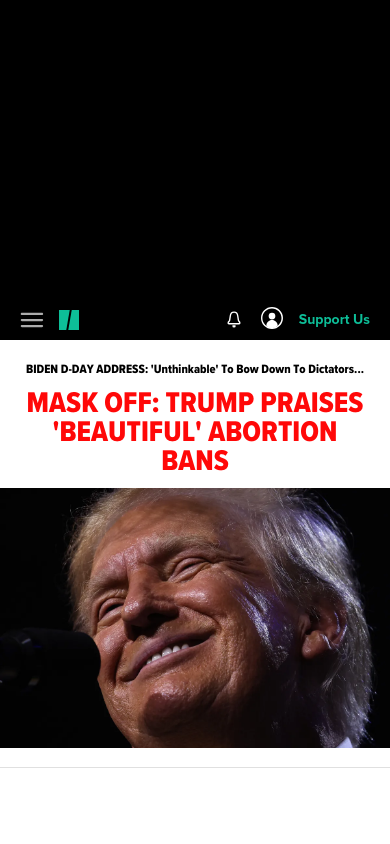 Support Us
BIDEN D-DAY ADDRESS: 'Unthinkable' To Bow Down To Dictators...
MASK OFF: TRUMP PRAISES
'BEAUTIFUL' ABORTION
BANS